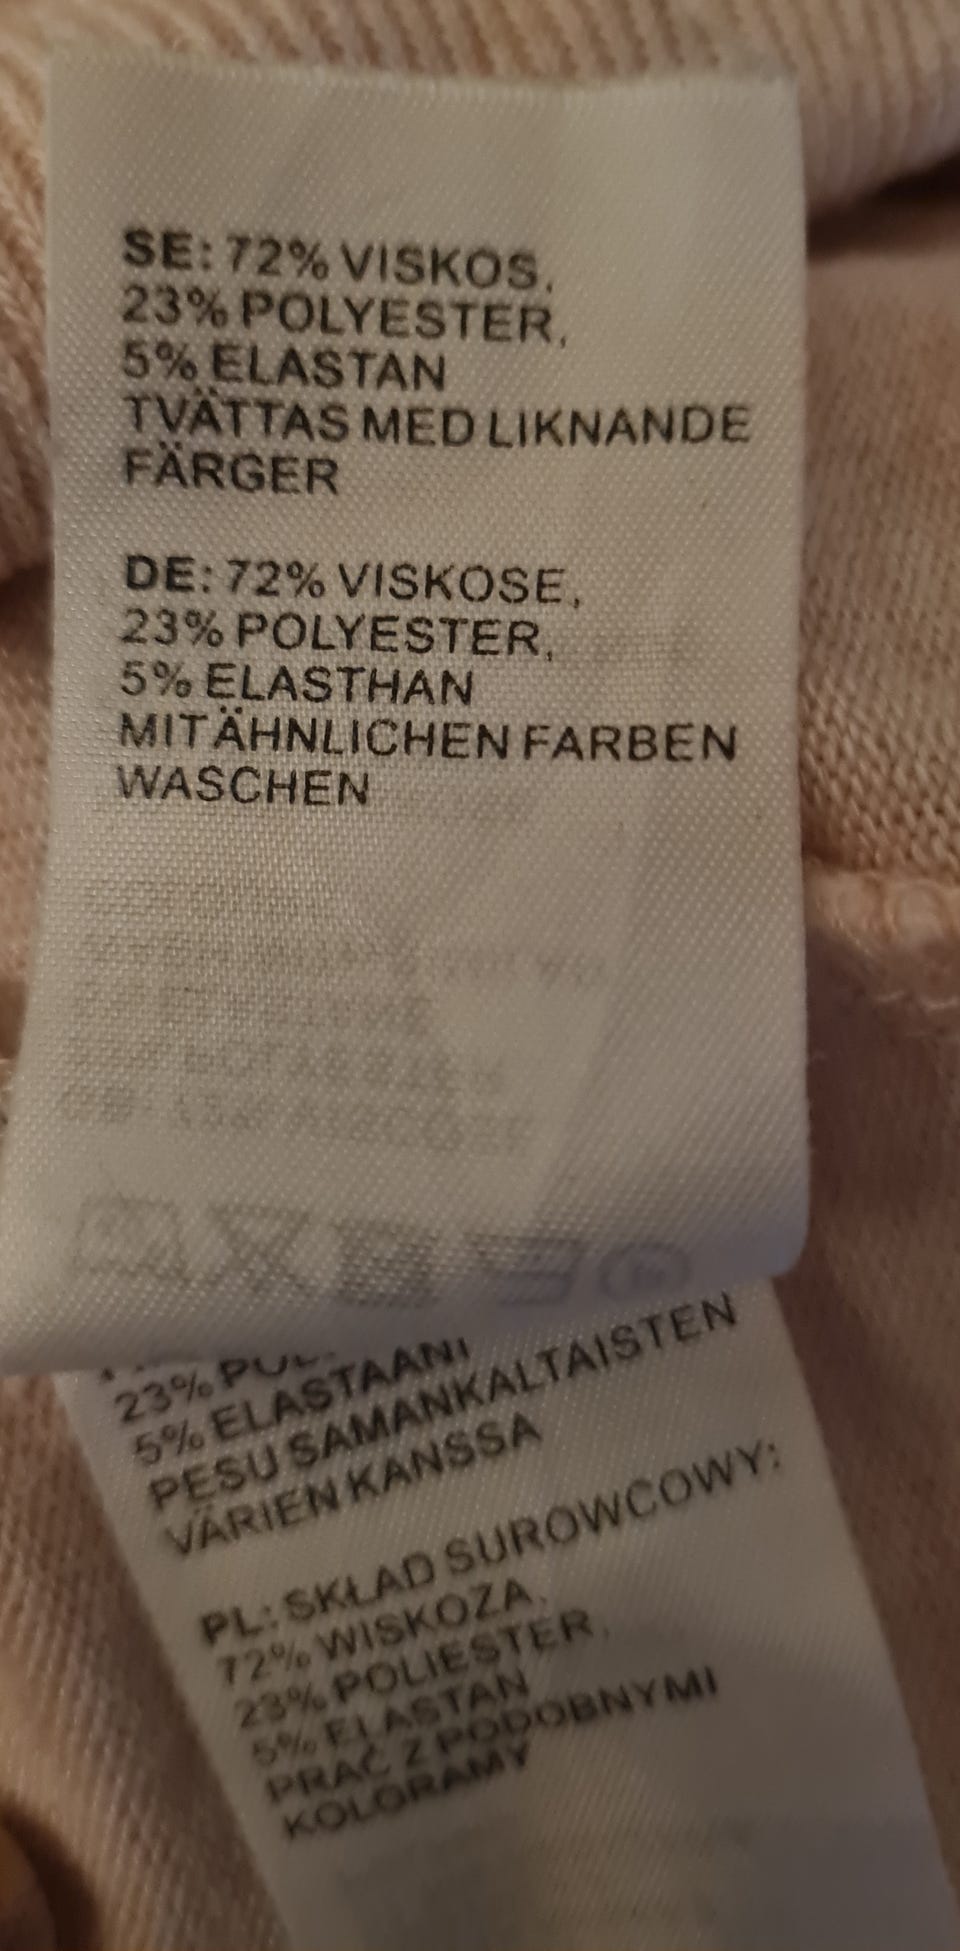 SE: 72% VISKOS,
23% POLYESTER,
5% ELASTAN
TVÄTTAS MED LIKNANDE
FÄRGER
DE: 72% VISKOSE,
23% POLYESTER,
5% ELASTHAN
MIT ÄHNLICHEN FARBEN
WASCHEN
23%
5% ELASTAANI
PESU SAMANKALTAISTEN
VÄRIEN KANSSA
PL: SKŁAD SUROWCOWY:
72% WISKOZA,
23% POLIESTER,
5% ELASTAN
PRAĆ Z PODOBNYMI
KOLORAMY